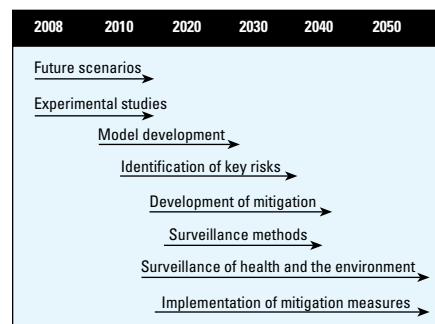 2008 2010 2020 2030 2040 2050
Future scenarios
Experimental studies
Model development
Identification of key risks
Development of mitigation
Surveillance methods
Surveillance of health and the environment
Implementation of mitigation measures